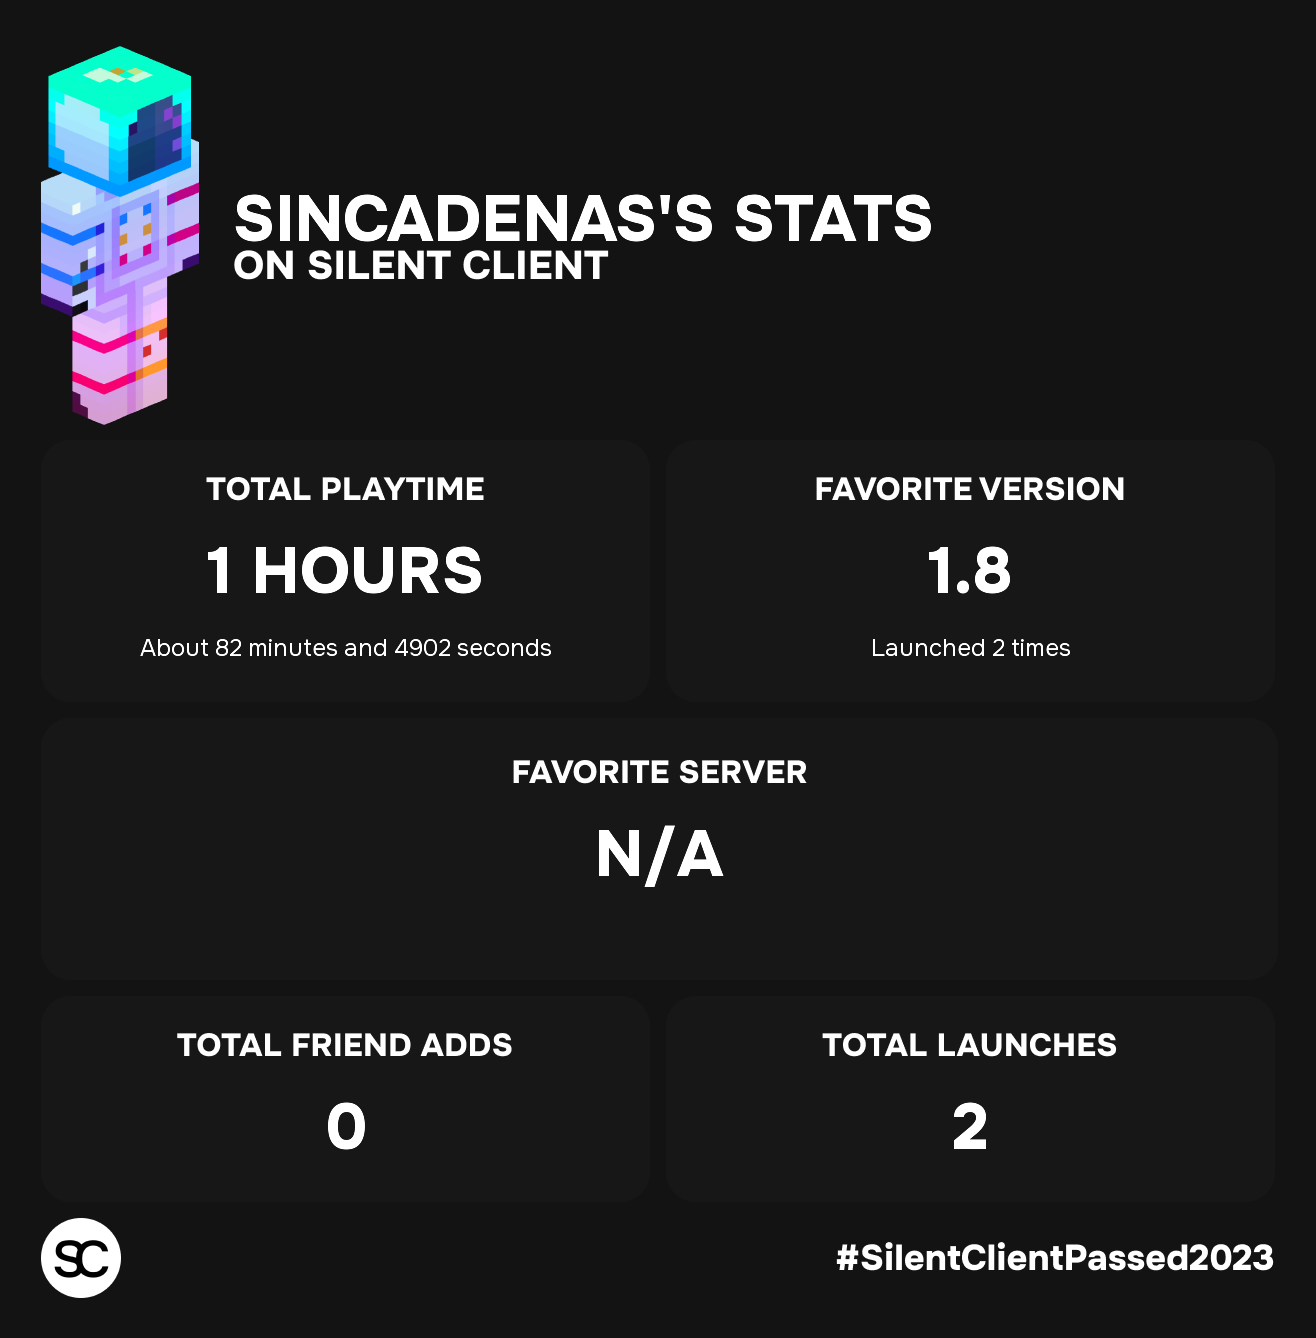 SINCADENAS'S STATS
ON SILENT CLIENT
TOTAL PLAYTIME
1 HOURS
About 82 minutes and 4902 seconds
FAVORITE VERSION
1.8
Launched 2 times
FAVORITE SERVER
N/A
TOTAL FRIEND ADDS
0
TOTAL LAUNCHES
2
SC
#SilentClientPassed2023